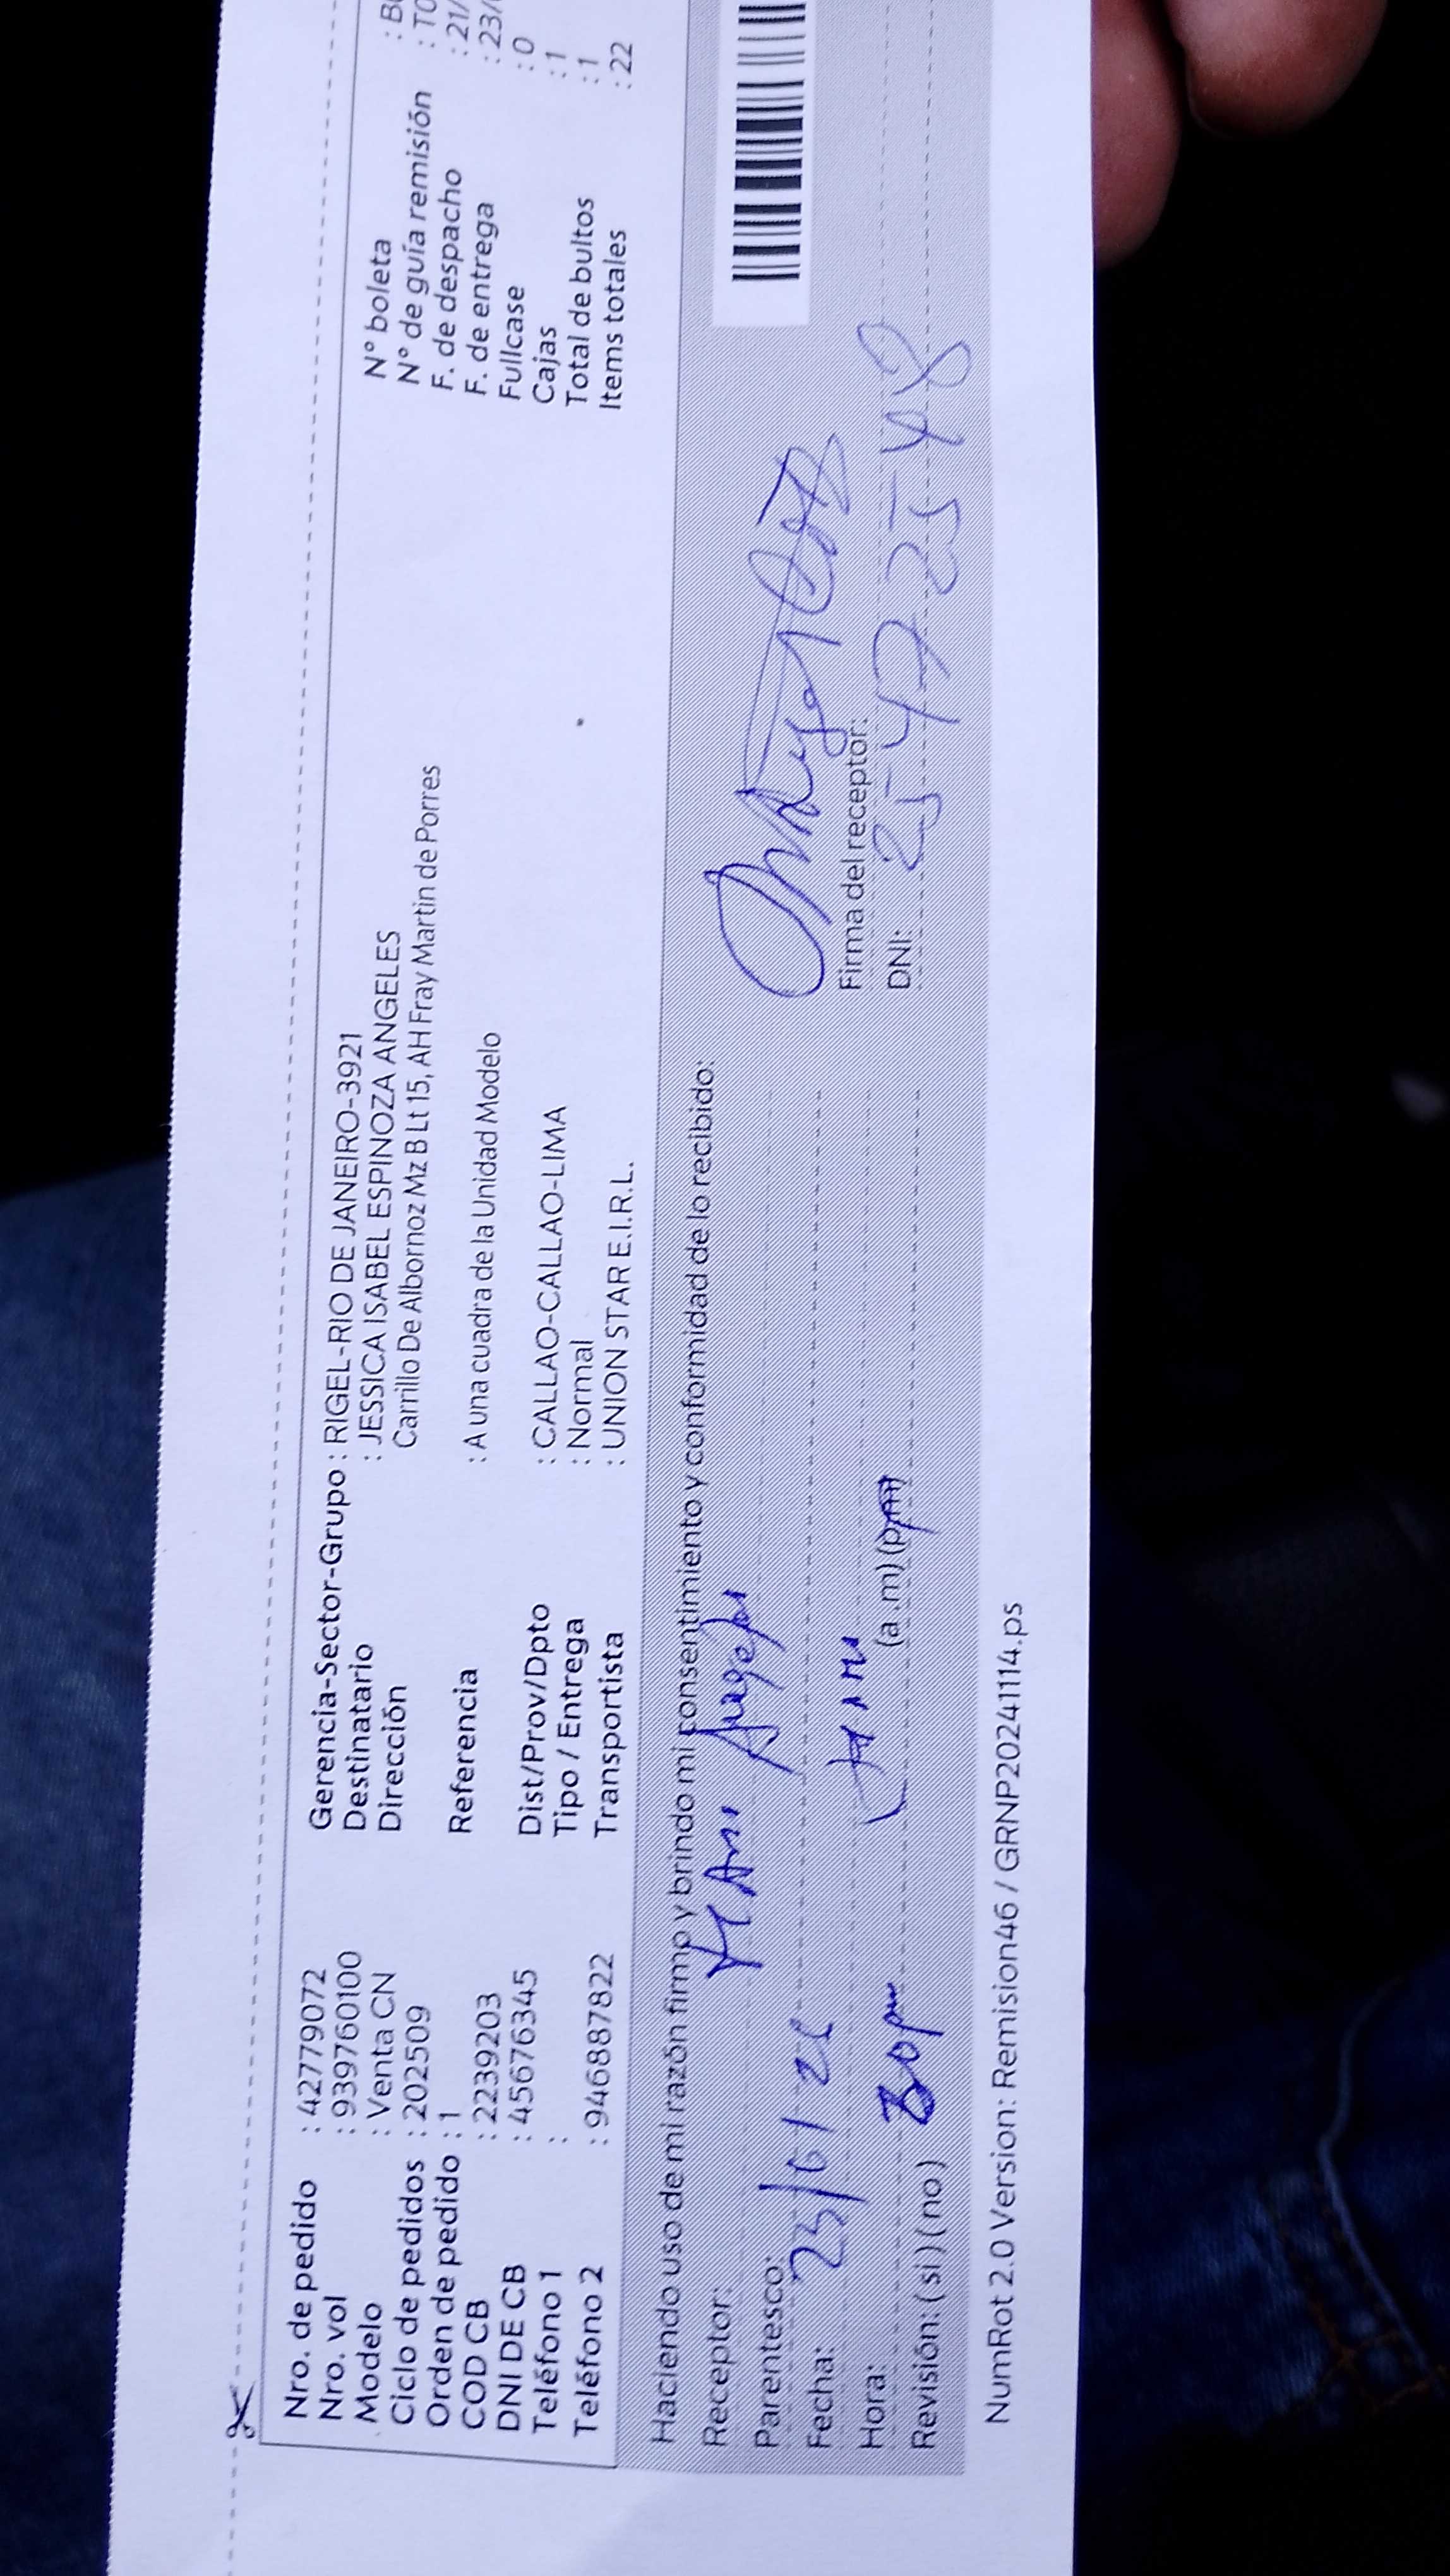 Nro. de pedido : 427779072
Nro. vol : 939760100
Modelo : Venta CN
Ciclo de pedidos : 202509
Orden de pedido : 1
COD CB : 2239203
DNI DE CB : 45676345
Teléfono 1 :
Teléfono 2 : 946887822
Gerencia-Sector-Grupo : RIGEL-RIO DE JANEIRO-3921
Destinatario : JESSICA ISABEL ESPINOZA ANGELES
Dirección Carrillo De Albornoz Mz B Lt 15, AH Fray Martin de Porres
Referencia : A una cuadra de la Unidad Modelo
Dist/Prov/Dpto : CALLAO-CALLAO-LIMA
Tipo / Entrega : Normal
Transportista : UNION STAR E.I.R.L.
N° boleta
N° de guía remisión
F. de despacho : 21/
F. de entrega : 23/
Fullcase : 0
Cajas : 1
Total de bultos : 1
Items totales : 22
Haciendo uso de mi razón firmo y brindo mi consentimiento y conformidad de lo recibido:
Receptor:
Parentesco:
Fecha: 23/
Hora: (a.m) (pm)
Revisión: (si) (no)
Firma del receptor:
DNI: 25472548
NumRot 2.0 Version: Remision46 / GRNP20241114.ps